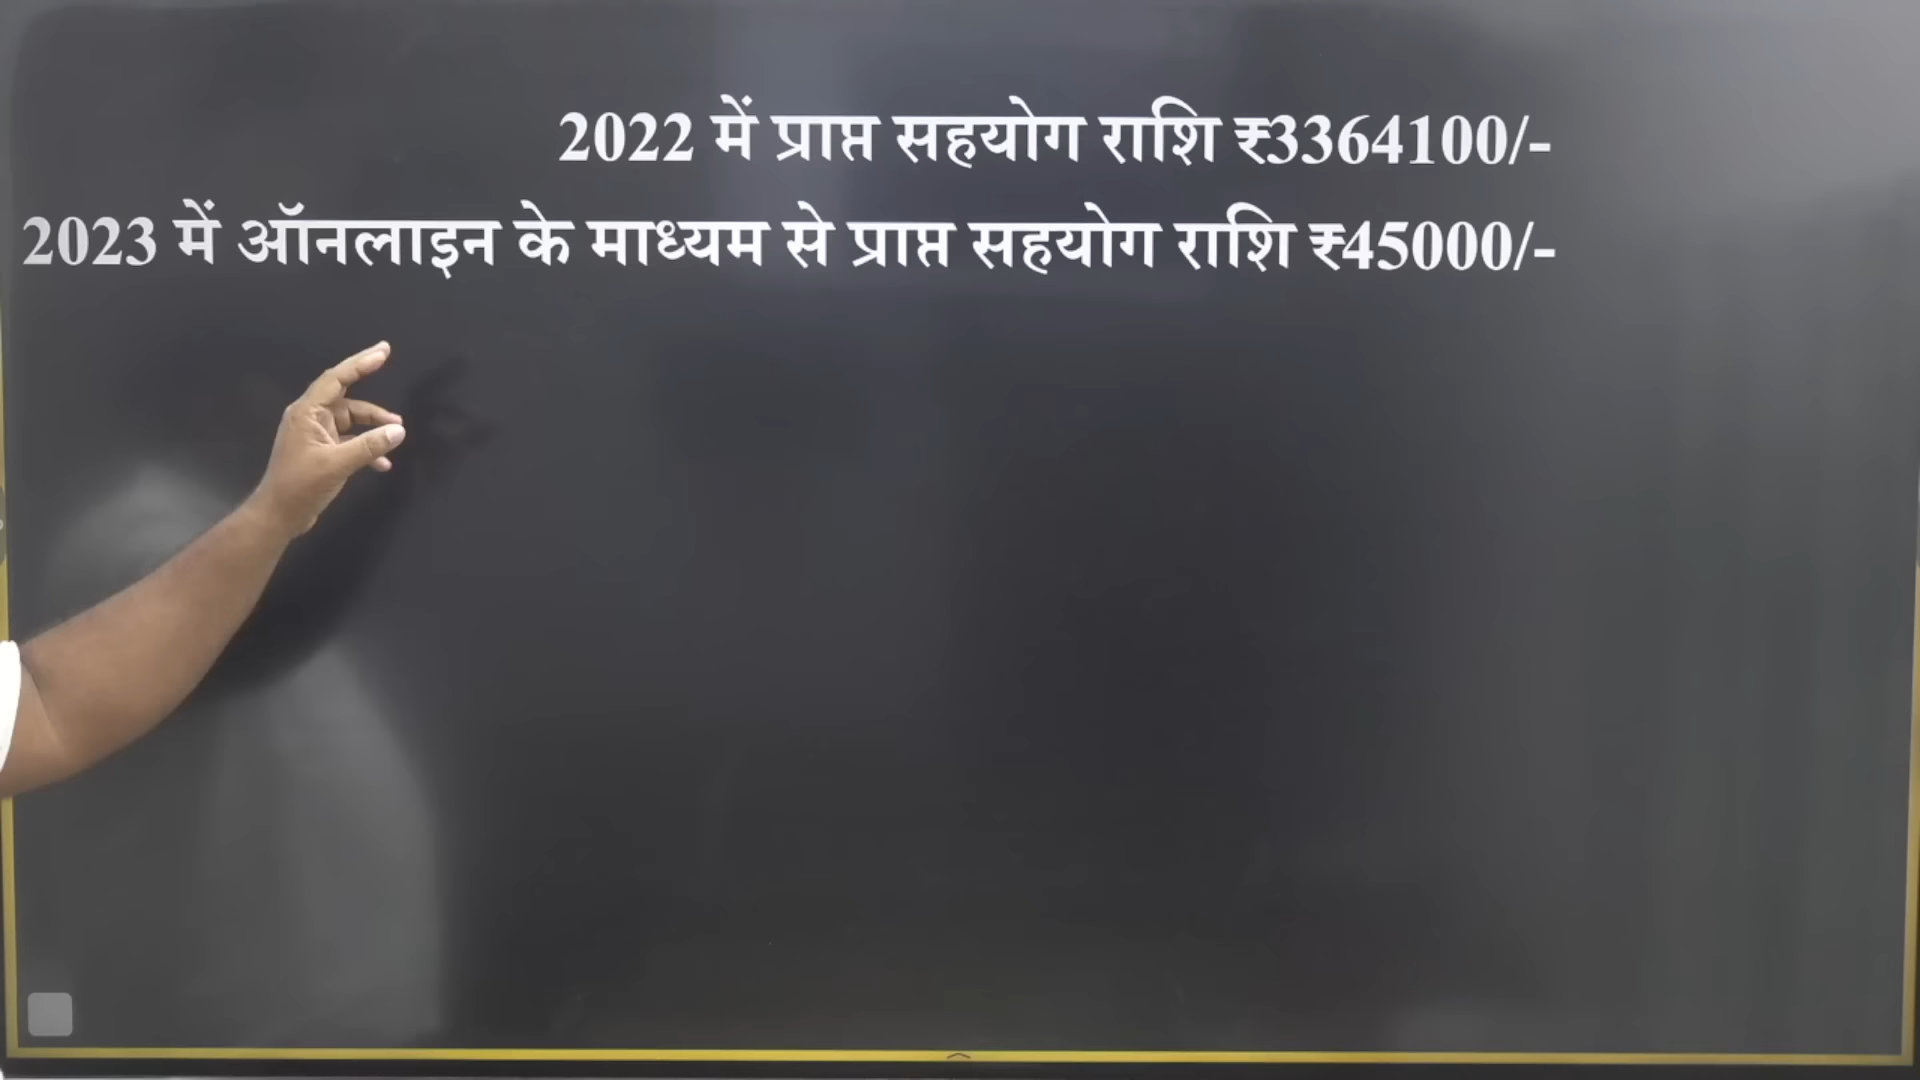 2022 में प्राप्त सहयोग राशि ₹3364100/-
2023 में ऑनलाइन के माध्यम से प्राप्त सहयोग राशि ₹45000/-